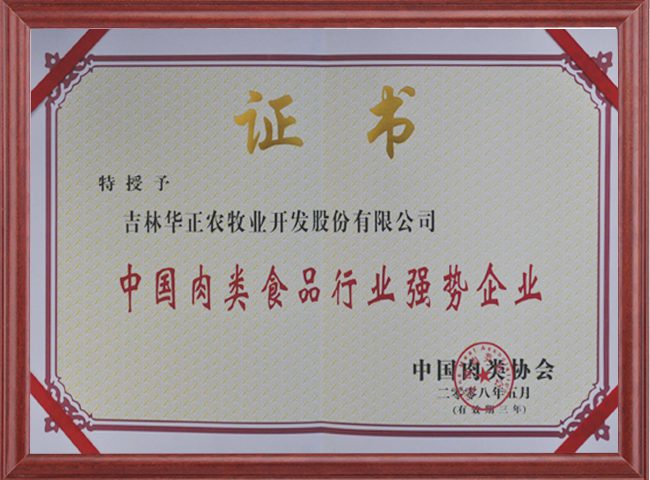 证 书
特授予
吉林华正农牧业开发股份有限公司
中国肉类食品行业强势企业
中国肉类协会
二零零八年五月
(有效期三年)